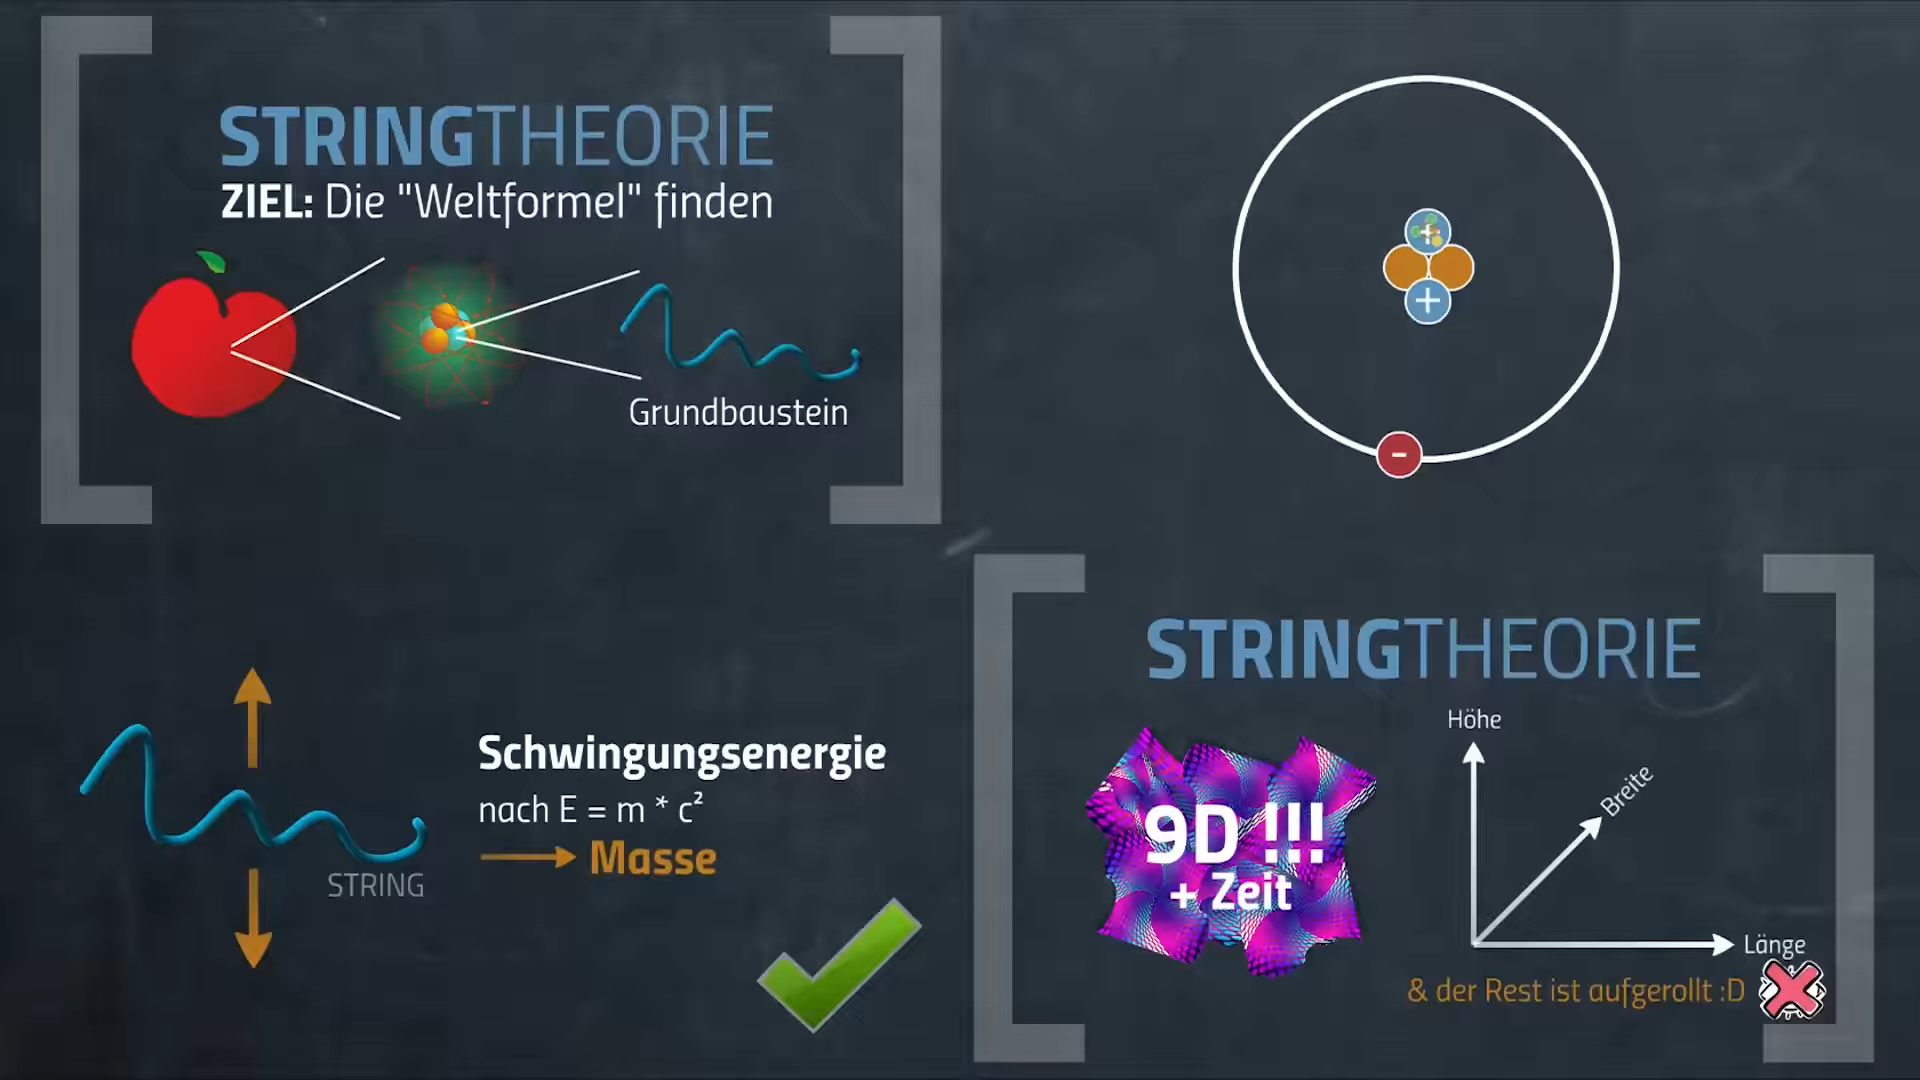 STRINGTHEORIE
ZIEL: Die "Weltformel" finden
Grundbaustein
+
+
-
Schwingungsenergie
nach E = m * c²
Masse
STRING
STRINGTHEORIE
Höhe
Breite
9D !!!
+ Zeit
Länge
& der Rest ist aufgerollt :D